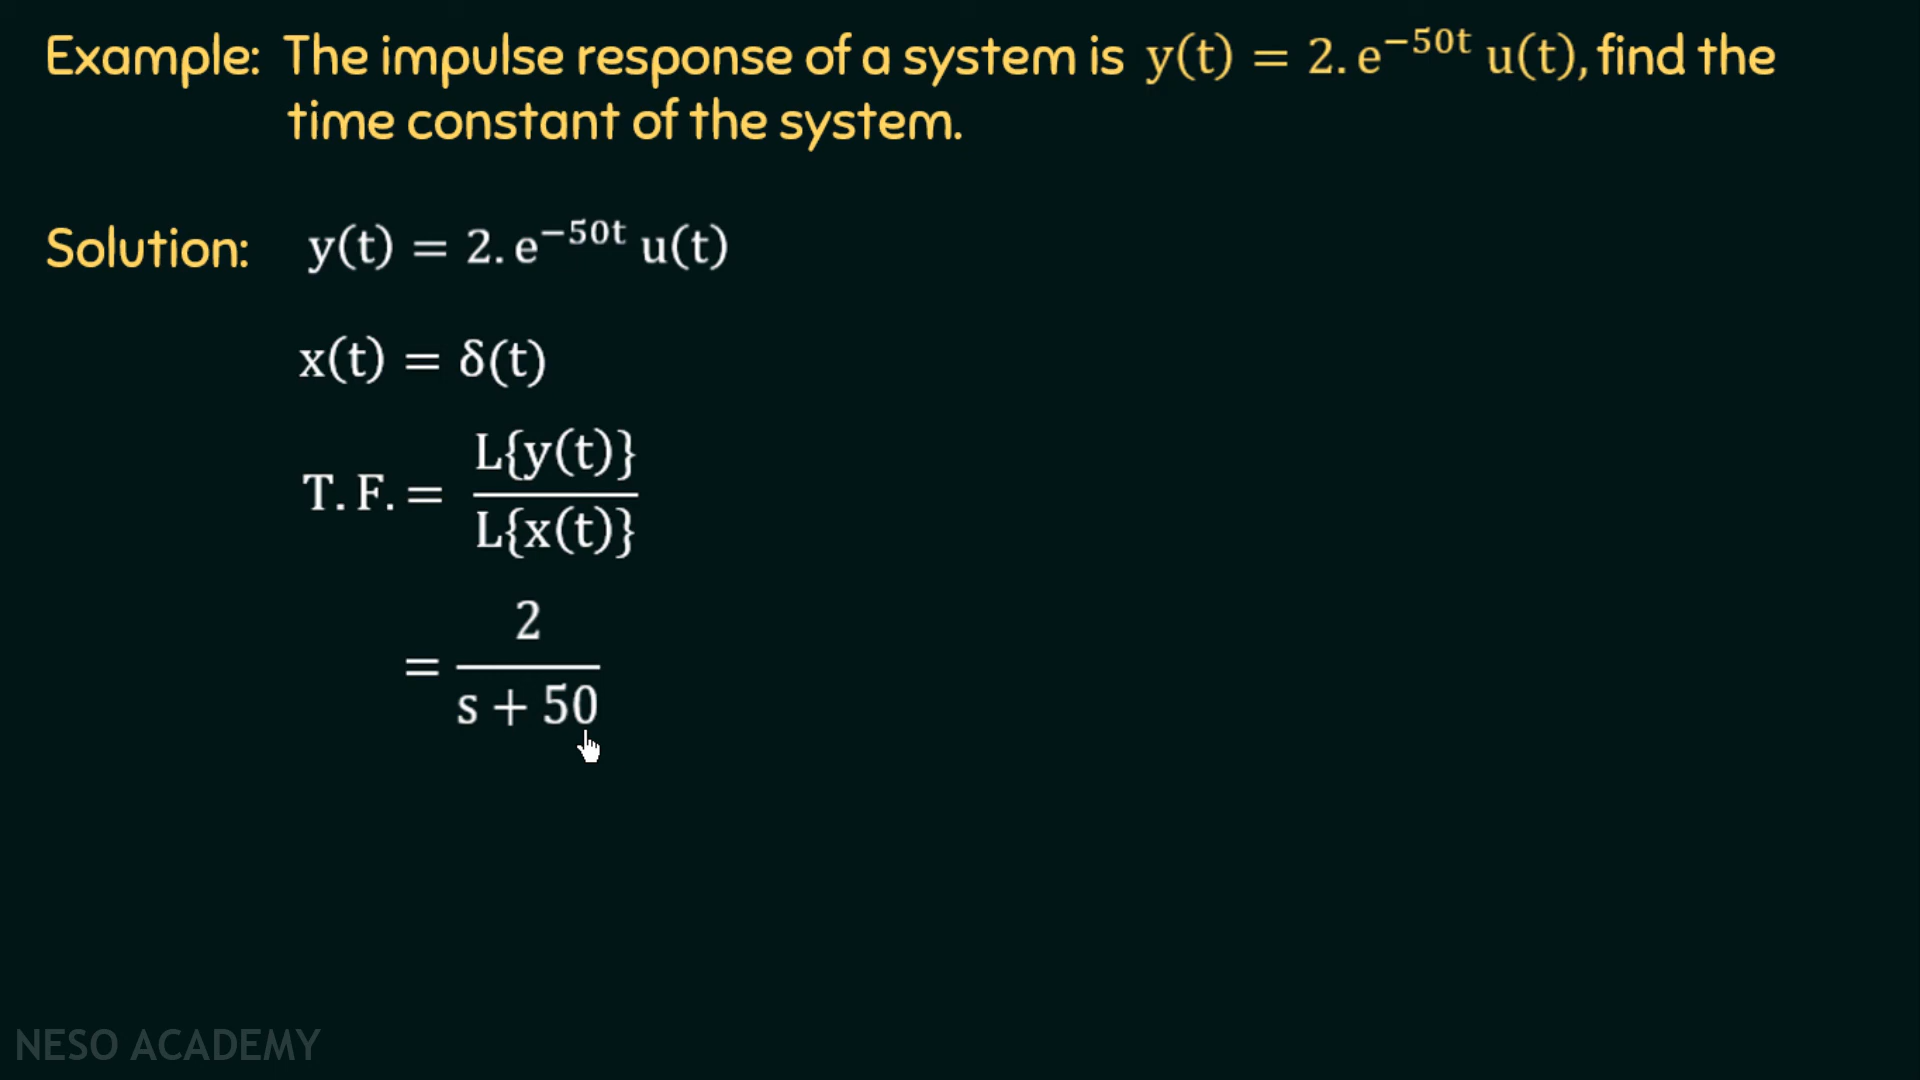 Example: The impulse response of a system is y(t) = 2. e⁻⁵⁰ᵗ u(t), find the
time constant of the system.
Solution: y(t) = 2. e⁻⁵⁰ᵗ u(t)
x(t) = δ(t)
T. F. = L{y(t)} / L{x(t)}
= 2 / s + 50
NESO ACADEMY